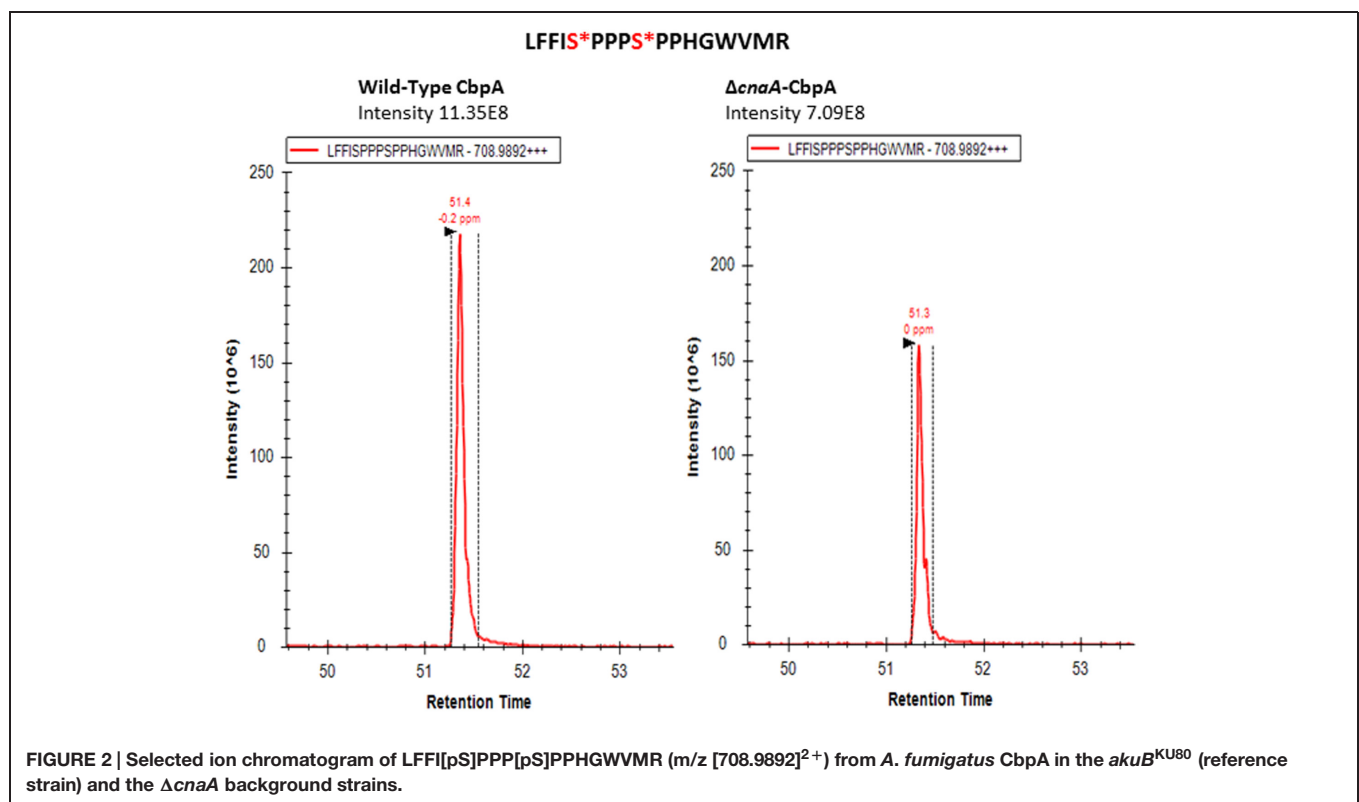 LFFIS*PPPS*PPHGWVMR
Wild-Type CbpA
Intensity 11.35E8
LFFISPPPSPPHGWVMR - 708.9892+++
250
200
150
100
50
0
Intensity (10^6)
51.4
-0.2 ppm
50 51 52 53
Retention Time
ΔcnaA-CbpA
Intensity 7.09E8
LFFISPPPSPPHGWVMR - 708.9892+++
250
200
150
100
50
0
Intensity (10^6)
51.3
0 ppm
50 51 52 53
Retention Time
FIGURE 2 | Selected ion chromatogram of LFFI[pS]PPP[pS]PPHGWVMR (m/z [708.9892]²⁺) from A. fumigatus CbpA in the akuB^KU80 (reference
strain) and the ΔcnaA background strains.